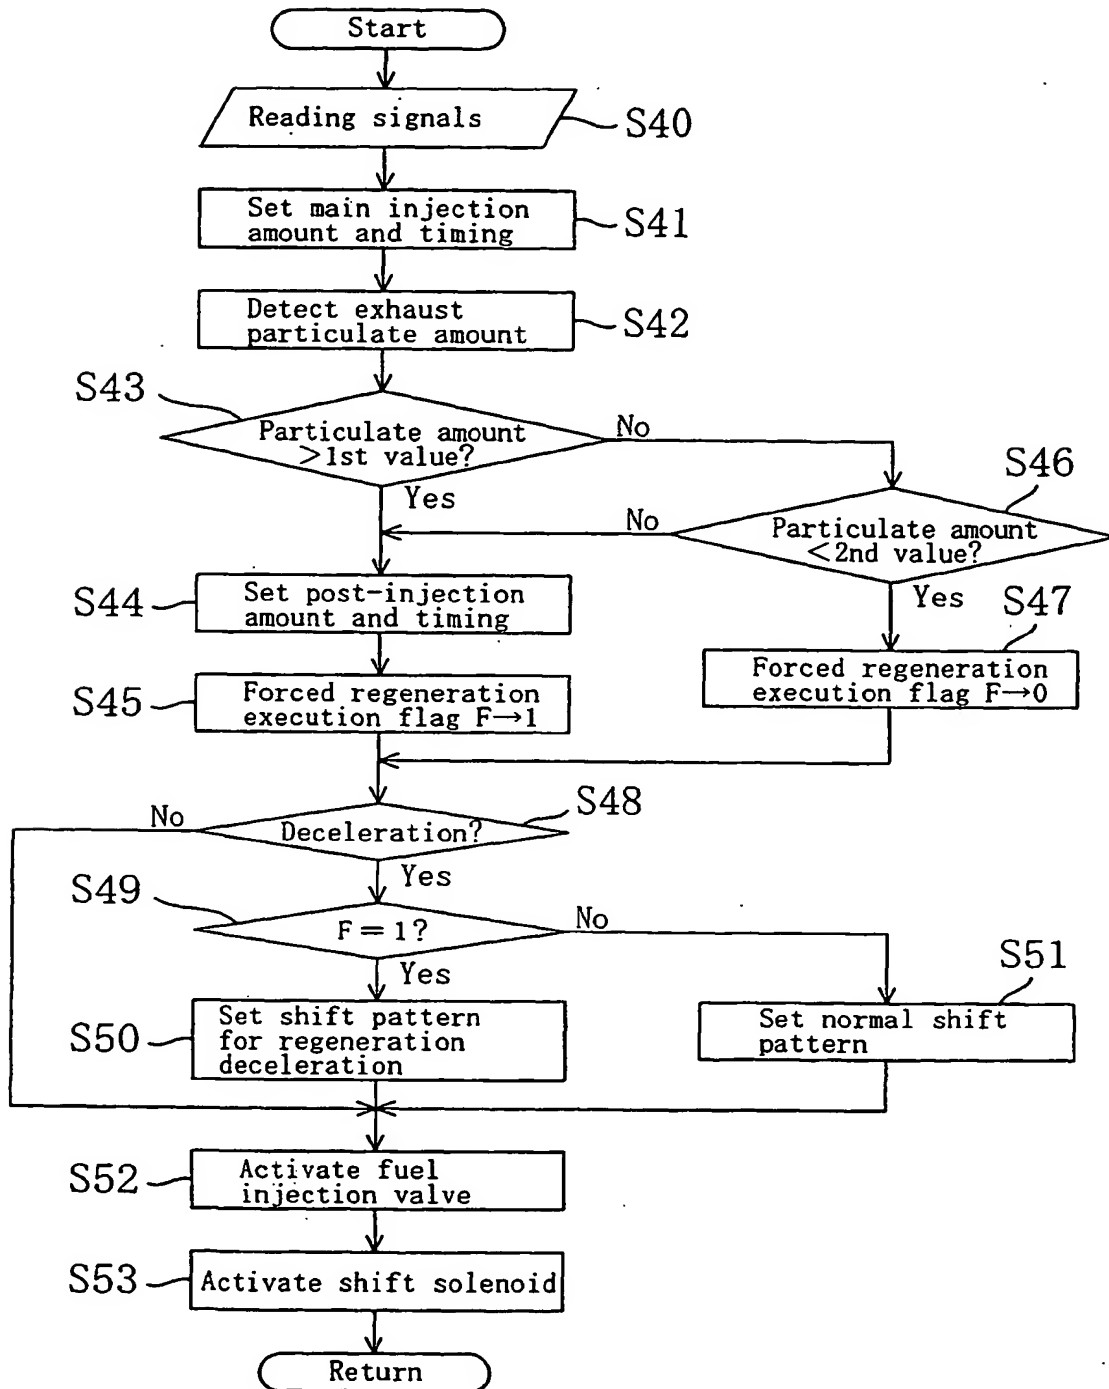 Start
Reading signals
S40
Set main injection
amount and timing
S41
Detect exhaust
particulate amount
S42
S43
Particulate amount
>1st value?
No
Yes
S46
Particulate amount
<2nd value?
No
Yes
S44
Set post-injection
amount and timing
S47
Forced regeneration
execution flag F→0
S45
Forced regeneration
execution flag F→1
S48
Deceleration?
No
Yes
S49
F=1?
No
Yes
S50
Set shift pattern
for regeneration
deceleration
S51
Set normal shift
pattern
S52
Activate fuel
injection valve
S53
Activate shift solenoid
Return